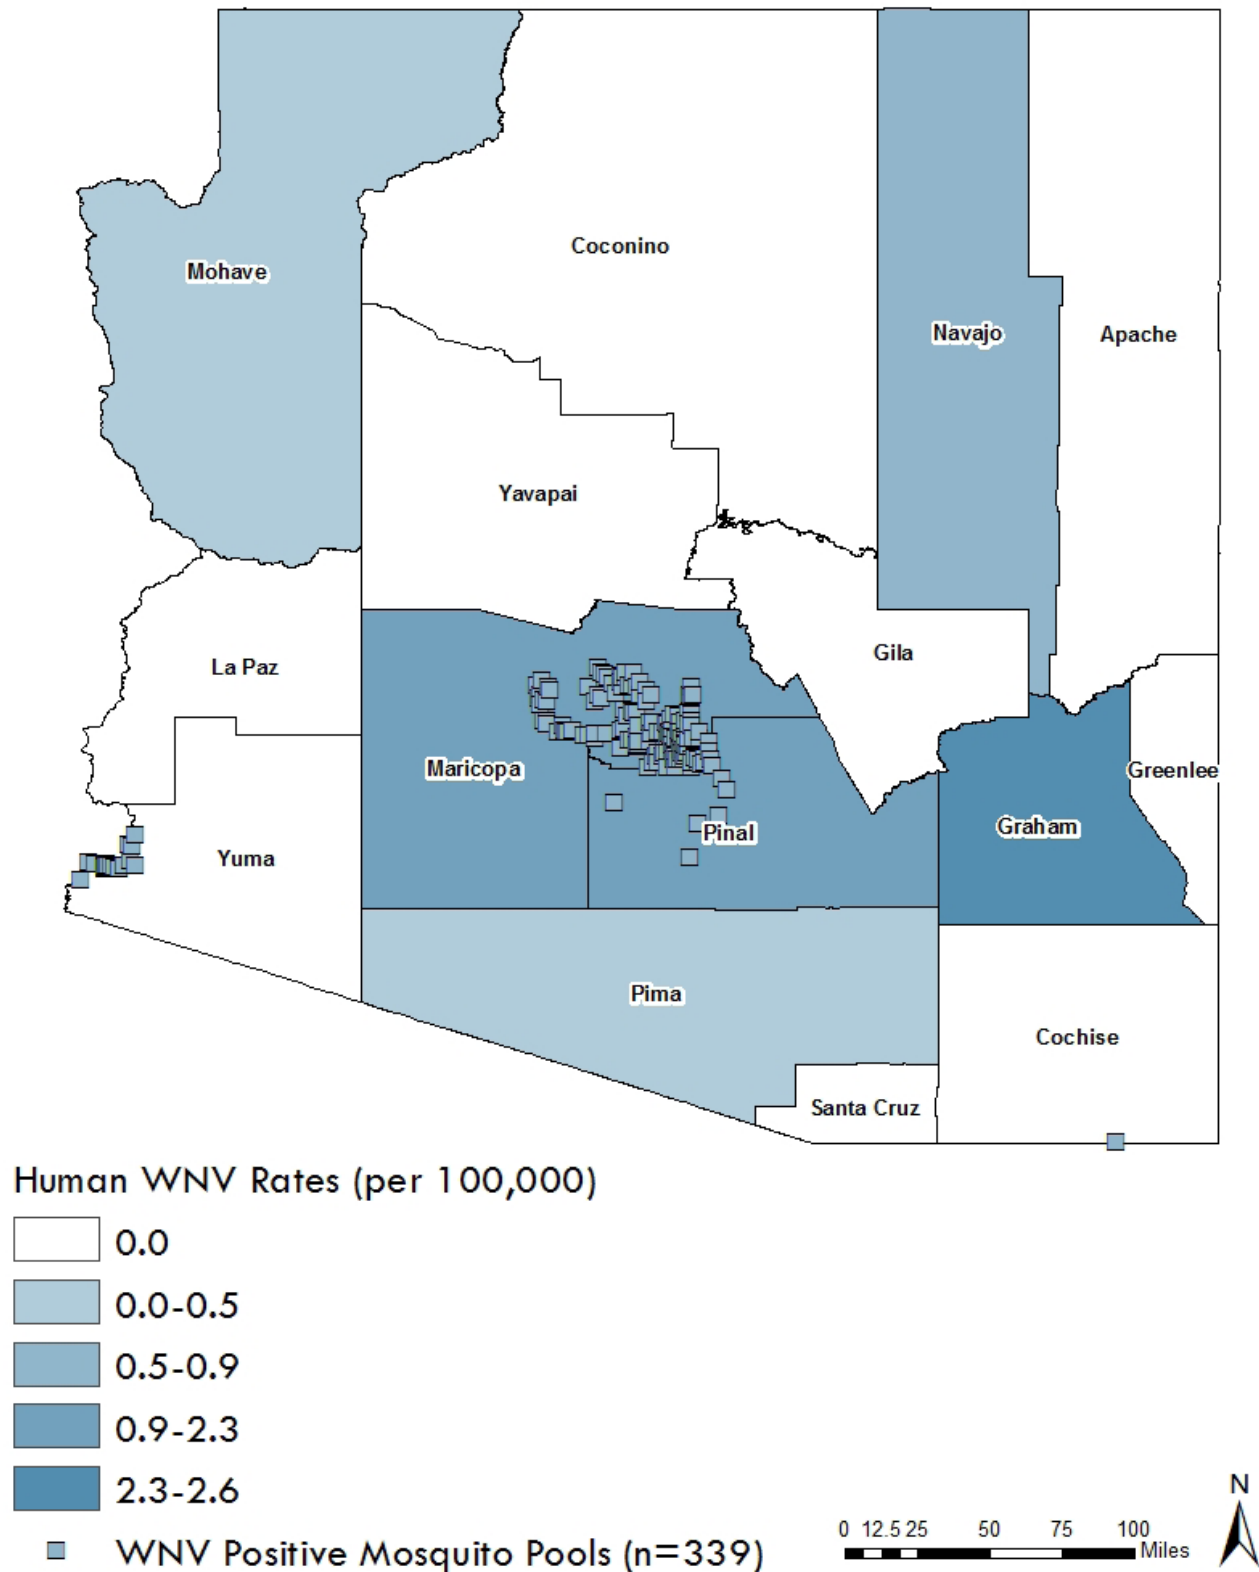 Coconino
Mohave
Navajo
Apache
Yavapai
Gila
La Paz
Maricopa
Greenlee
Graham
Pinal
Yuma
Pima
Cochise
Santa Cruz
Human WNV Rates (per 100,000)
0.0
0.0-0.5
0.5-0.9
0.9-2.3
2.3-2.6
WNV Positive Mosquito Pools (n=339)
0 12.5 25 50 75 100
Miles
N